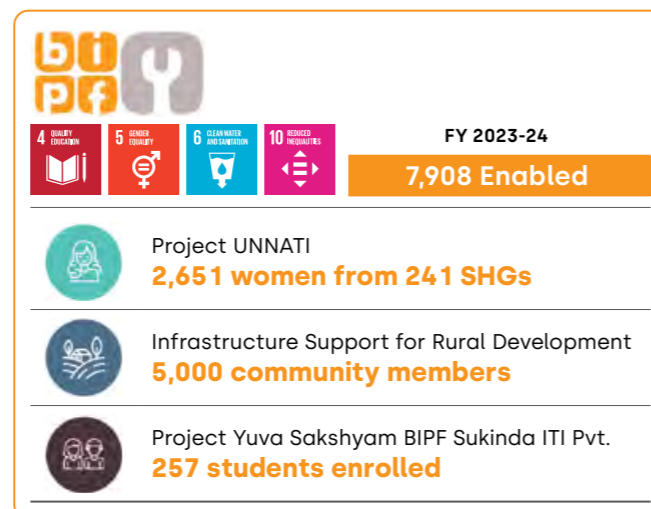 bi
pf
4 QUALITY EDUCATION
5 GENDER EQUALITY
6 CLEAN WATER AND SANITATION
10 REDUCED INEQUALITIES
FY 2023-24
7,908 Enabled
Project UNNATI
2,651 women from 241 SHGs
Infrastructure Support for Rural Development
5,000 community members
Project Yuva Sakshyam BIPF Sukinda ITI Pvt.
257 students enrolled